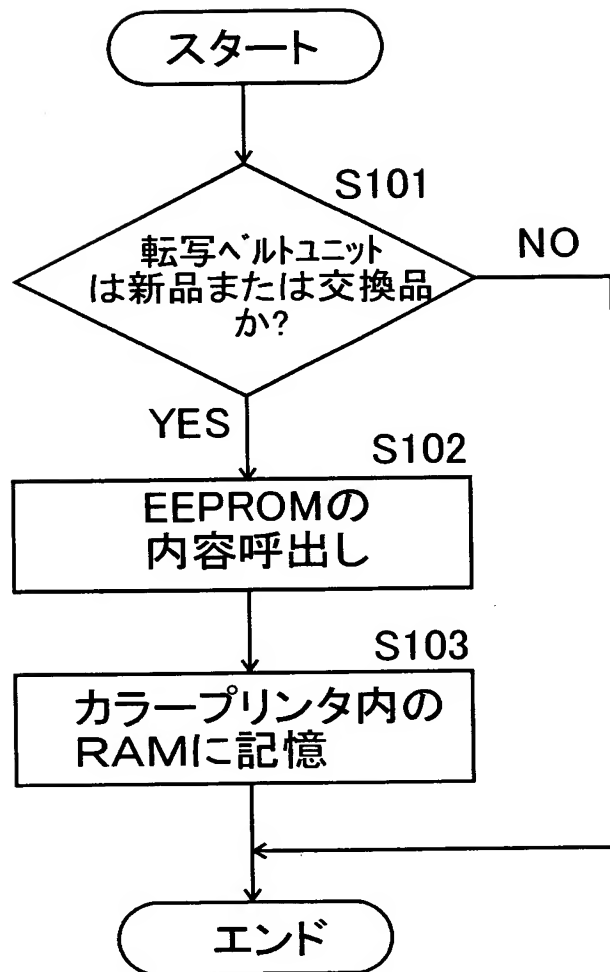 スタート
S101
転写ベルトユニット
は新品または交換品
か?
NO
YES
S102
EEPROMの
内容呼出し
S103
カラープリンタ内の
RAMに記憶
エンド